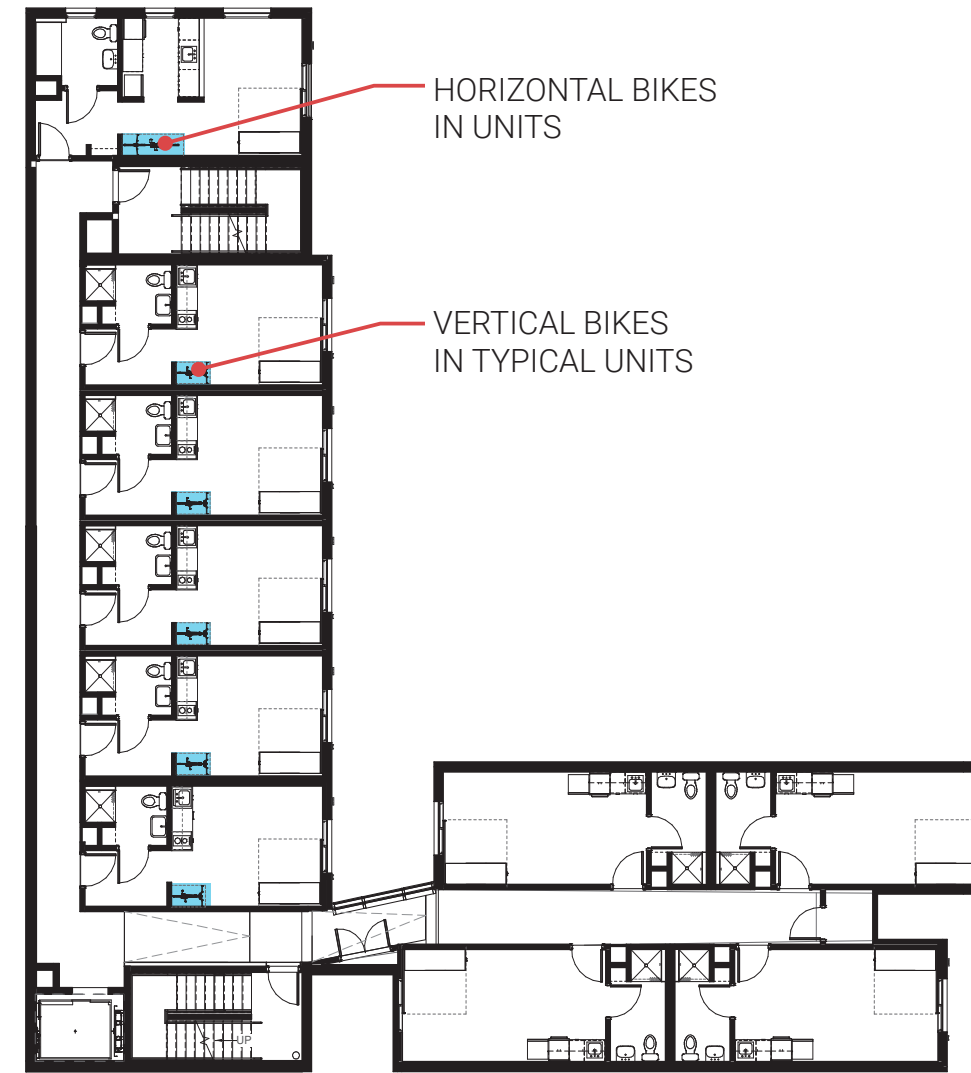 HORIZONTAL BIKES
IN UNITS
VERTICAL BIKES
IN TYPICAL UNITS
UP